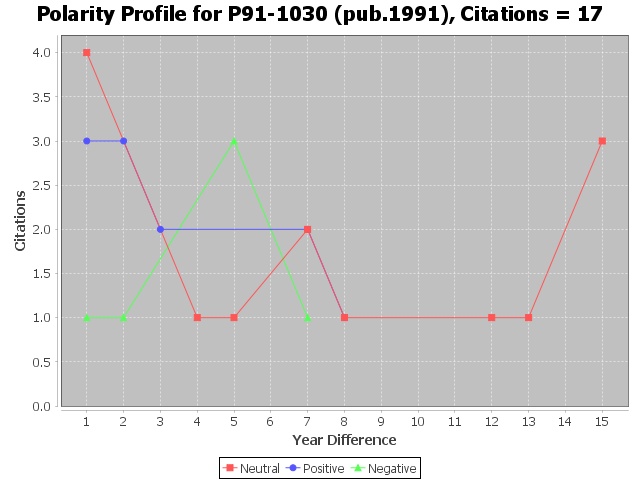 Polarity Profile for P91-1030 (pub.1991), Citations = 17
4.0
3.5
3.0
2.5
2.0
1.5
1.0
0.5
0.0
Citations
1 2 3 4 5 6 7 8 9 10 11 12 13 14 15
Year Difference
Neutral Positive Negative